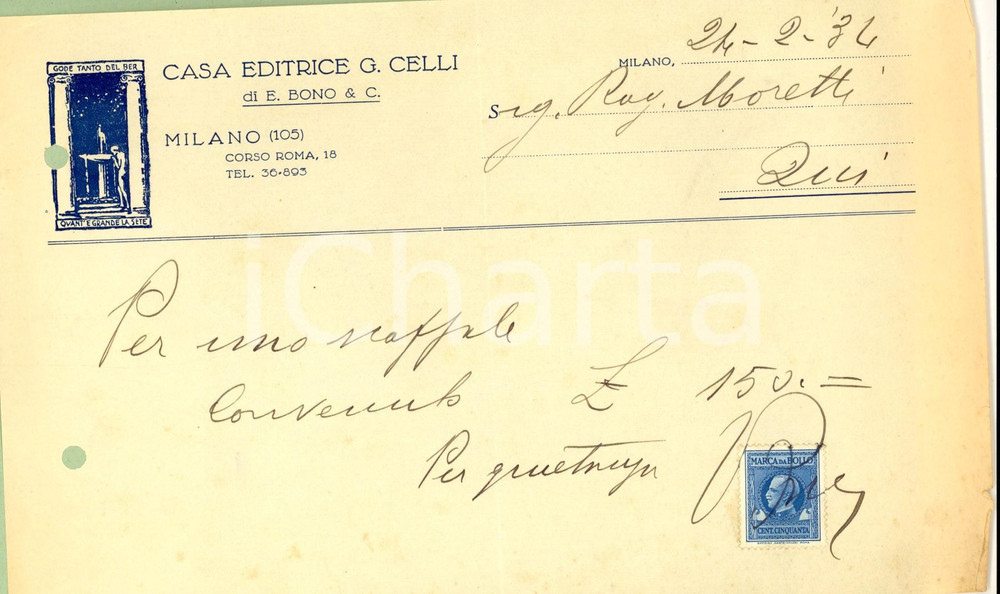 GODE TANTO DEL BER
QUANT'È GRANDE LA SETE
CASA EDITRICE G. CELLI
di E. BONO & C.
MILANO (105)
CORSO ROMA, 18
TEL. 36-893
MILANO, 24-2-'34
Sig. Rag. Moretti
Qui
iCharta
Per uno scaffale
Convenuto £ 150.=
Per quietanza
MARCA DA BOLLO
CENT. CINQUANTA